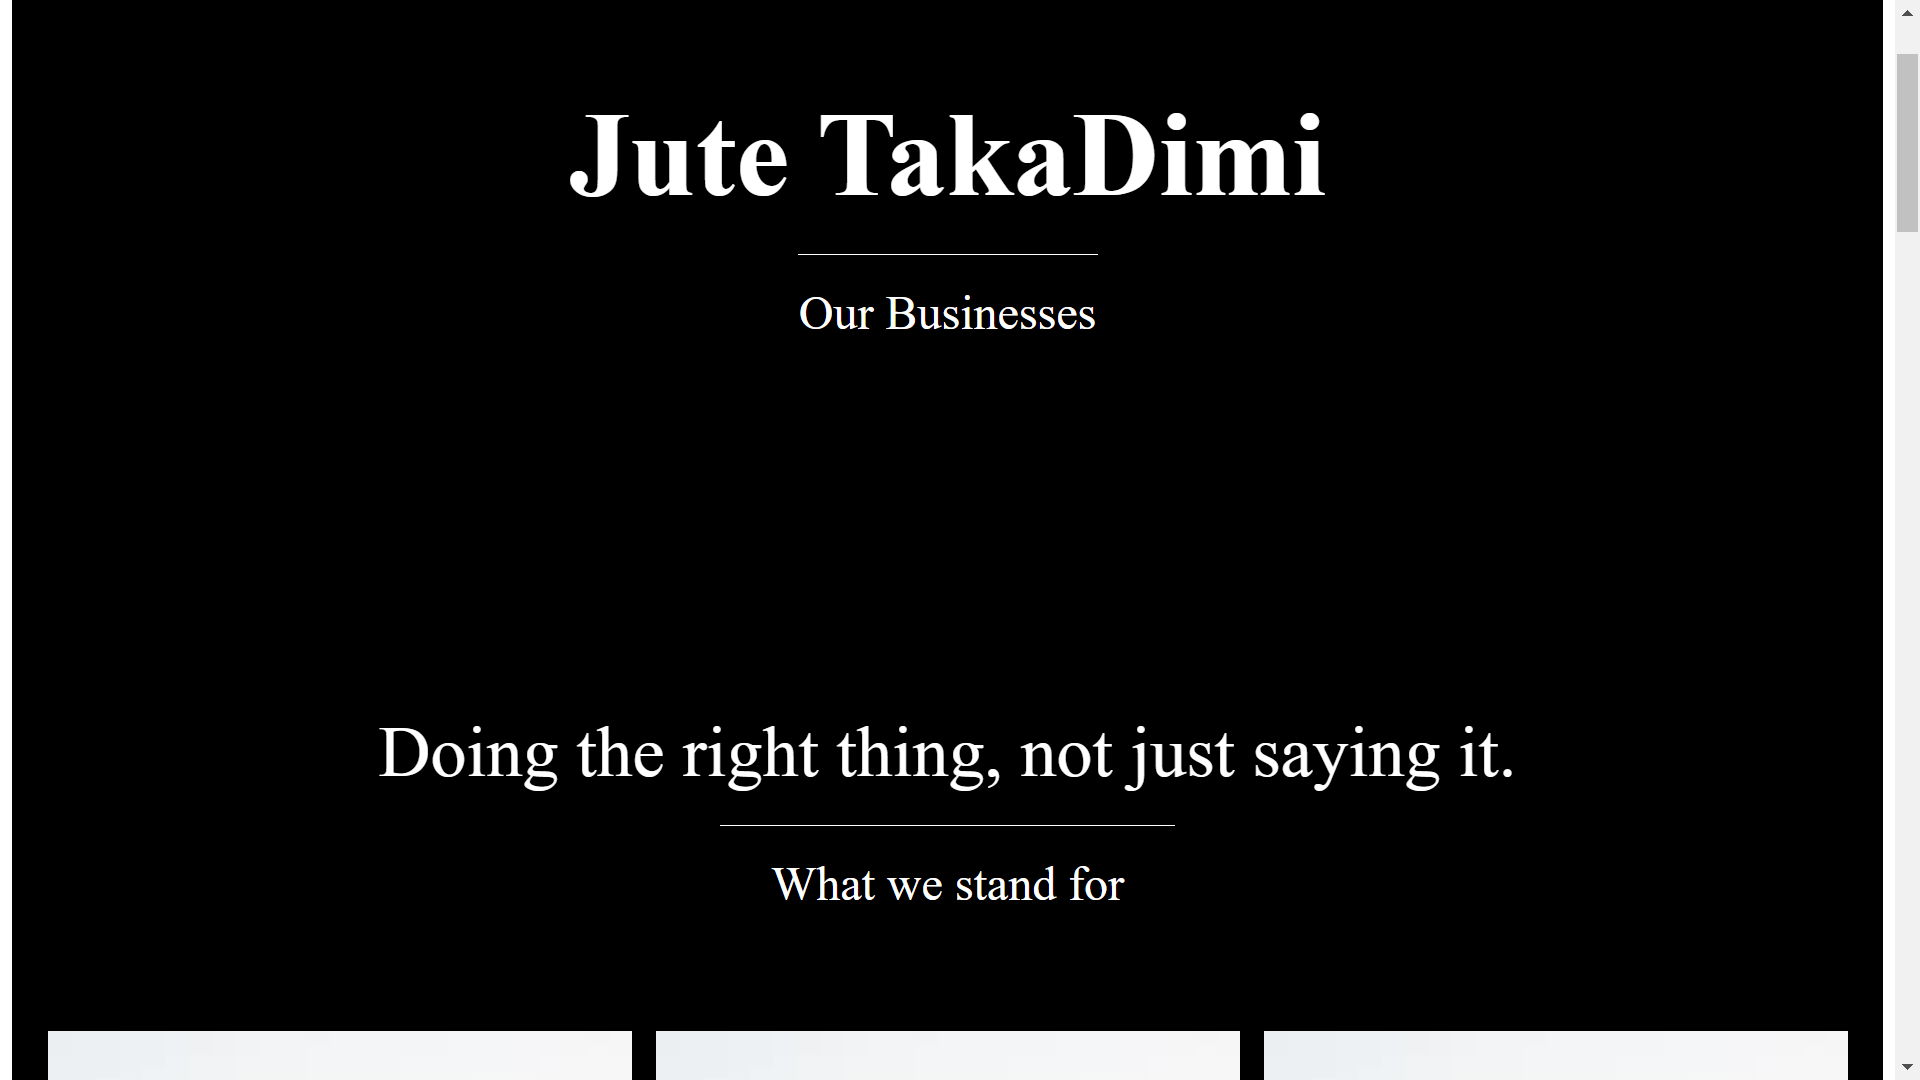 Jute TakaDimi
Our Businesses
Doing the right thing, not just saying it.
What we stand for